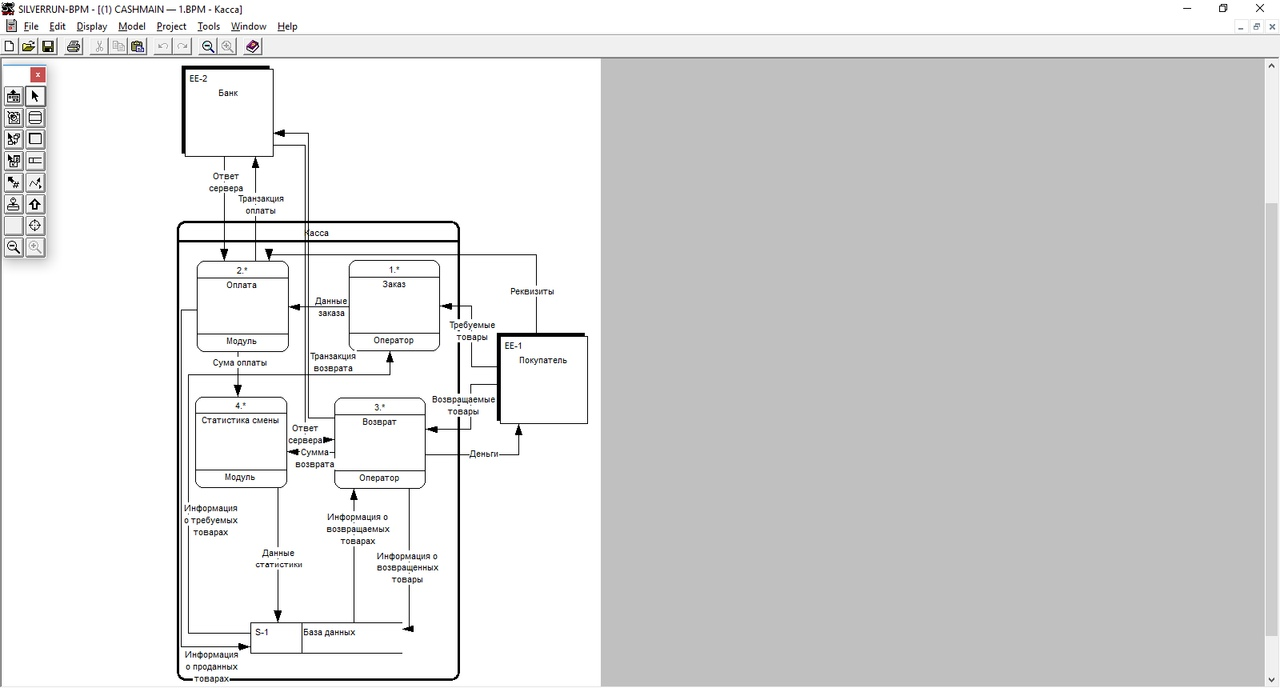 SILVERRUN-BPM - [(1) CASHMAIN — 1.BPM - Касса]
File Edit Display Model Project Tools Window Help
EE-2
Банк
Ответ
сервера
Транзакция
оплаты
Касса
2.*
Оплата
Модуль
1.*
Заказ
Оператор
Данные
заказа
Реквизиты
Требуемые
товары
EE-1
Покупатель
Сума оплаты
Транзакция
возврата
Возвращаемые
товары
4.*
Статистика смены
Модуль
3.*
Возврат
Оператор
Ответ
сервера
Сумма
возврата
Деньги
Информация
о требуемых
товарах
Информация о
возвращаемых
товарах
Данные
статистики
Информация о
возвращенных
товары
S-1
База данных
Информация
о проданных
товарах